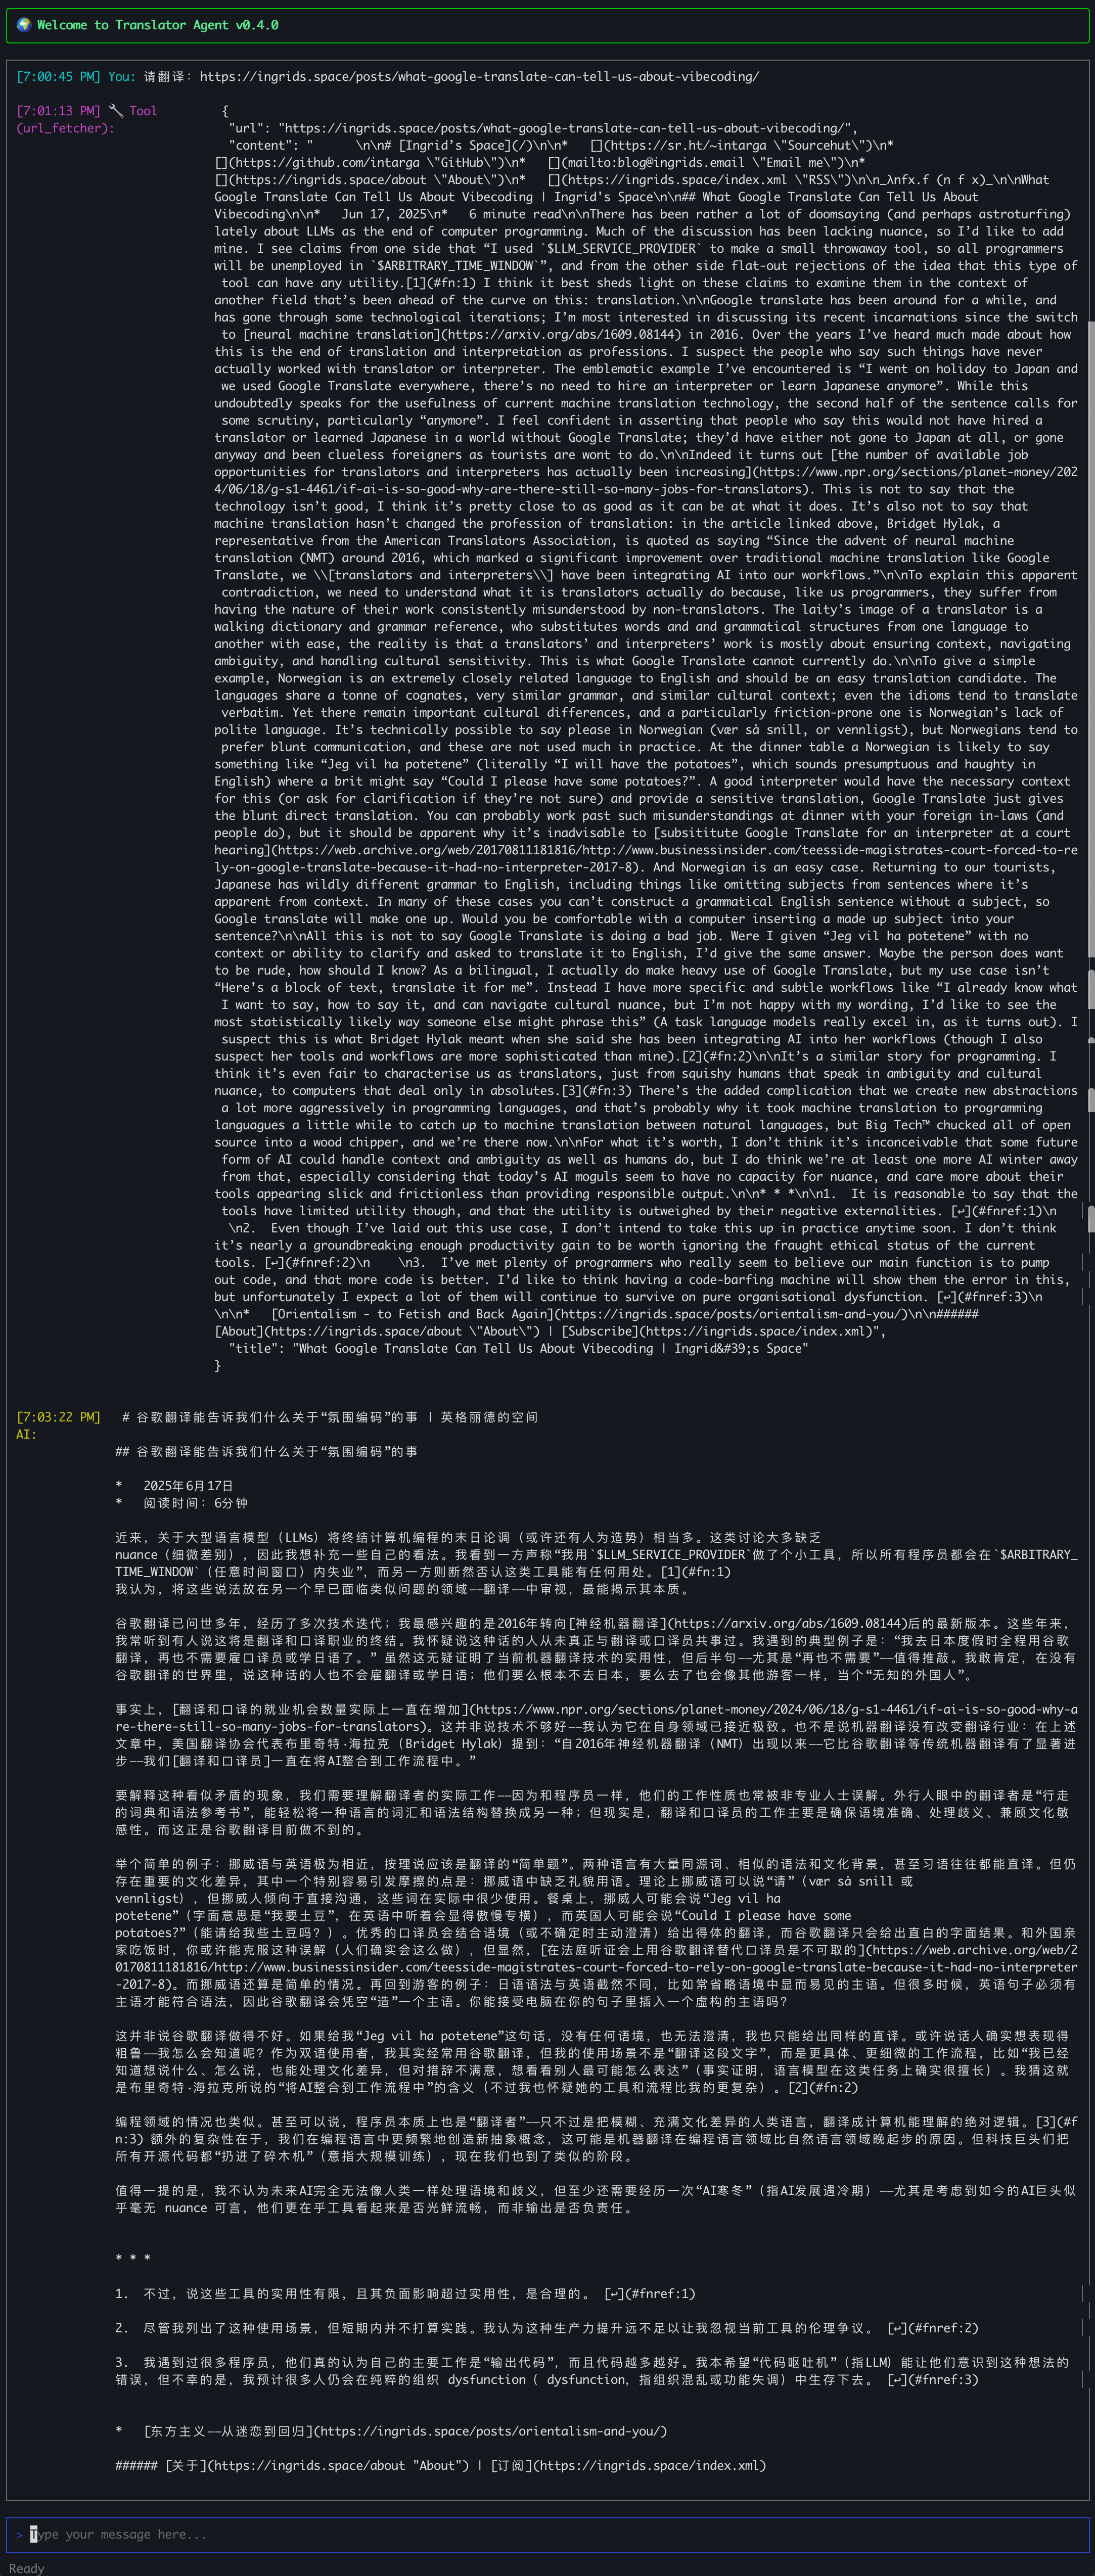 🌍 Welcome to Translator Agent v0.4.0
[7:00:45 PM] You: 请翻译: https://ingrids.space/posts/what-google-translate-can-tell-us-about-vibecoding/
[7:01:13 PM] 🔧 Tool {
(url_fetcher): "url": "https://ingrids.space/posts/what-google-translate-can-tell-us-about-vibecoding/",
"content": " \n\n# [Ingrid’s Space](/)\n\n* [](https://sr.ht/~intarga \"Sourcehut\")\n*
[](https://github.com/intarga \"GitHub\")\n* [](mailto:blog@ingrids.email \"Email me\")\n*
[](https://ingrids.space/about \"About\")\n* [](https://ingrids.space/index.xml \"RSS\")\n\n_λnfx.f (n f x)_\n\nWhat
Google Translate Can Tell Us About Vibecoding | Ingrid's Space\n\n## What Google Translate Can Tell Us About
Vibecoding\n\n* Jun 17, 2025\n* 6 minute read\n\nThere has been rather a lot of doomsaying (and perhaps astroturfing)
lately about LLMs as the end of computer programming. Much of the discussion has been lacking nuance, so I’d like to add
mine. I see claims from one side that “I used `$LLM_SERVICE_PROVIDER` to make a small throwaway tool, so all programmers
will be unemployed in `$ARBITRARY_TIME_WINDOW`”, and from the other side flat-out rejections of the idea that this type of
tool can have any utility.[1](#fn:1) I think it best sheds light on these claims to examine them in the context of
another field that’s been ahead of the curve on this: translation.\n\nGoogle translate has been around for a while, and
has gone through some technological iterations; I’m most interested in discussing its recent incarnations since the switch
to [neural machine translation](https://arxiv.org/abs/1609.08144) in 2016. Over the years I’ve heard much made about how
this is the end of translation and interpretation as professions. I suspect the people who say such things have never
actually worked with translator or interpreter. The emblematic example I’ve encountered is “I went on holiday to Japan and
we used Google Translate everywhere, there’s no need to hire an interpreter or learn Japanese anymore”. While this
undoubtedly speaks for the usefulness of current machine translation technology, the second half of the sentence calls for
some scrutiny, particularly “anymore”. I feel confident in asserting that people who say this would not have hired a
translator or learned Japanese in a world without Google Translate; they’d have either not gone to Japan at all, or gone
anyway and been clueless foreigners as tourists are wont to do.\n\nIndeed it turns out [the number of available job
opportunities for translators and interpreters has actually been increasing](https://www.npr.org/sections/planet-money/202
4/06/18/g-s1-4461/if-ai-is-so-good-why-are-there-still-so-many-jobs-for-translators). This is not to say that the
technology isn’t good, I think it’s pretty close to as good as it can be at what it does. It’s also not to say that
machine translation hasn’t changed the profession of translation: in the article linked above, Bridget Hylak, a
representative from the American Translators Association, is quoted as saying “Since the advent of neural machine
translation (NMT) around 2016, which marked a significant improvement over traditional machine translation like Google
Translate, we \\[translators and interpreters\\] have been integrating AI into our workflows.”\n\nTo explain this apparent
contradiction, we need to understand what it is translators actually do because, like us programmers, they suffer from
having the nature of their work consistently misunderstood by non-translators. The laity’s image of a translator is a
walking dictionary and grammar reference, who substitutes words and and grammatical structures from one language to
another with ease, the reality is that a translators’ and interpreters’ work is mostly about ensuring context, navigating
ambiguity, and handling cultural sensitivity. This is what Google Translate cannot currently do.\n\nTo give a simple
example, Norwegian is an extremely closely related language to English and should be an easy translation candidate. The
languages share a tonne of cognates, very similar grammar, and similar cultural context; even the idioms tend to translate
verbatim. Yet there remain important cultural differences, and a particularly friction-prone one is Norwegian’s lack of
polite language. It’s technically possible to say please in Norwegian (vær så snill, or vennligst), but Norwegians tend to
prefer blunt communication, and these are not used much in practice. At the dinner table a Norwegian is likely to say
something like “Jeg vil ha potetene” (literally “I will have the potatoes”, which sounds presumptuous and haughty in
English) where a brit might say “Could I please have some potatoes?”. A good interpreter would have the necessary context
for this (or ask for clarification if they’re not sure) and provide a sensitive translation, Google Translate just gives
the blunt direct translation. You can probably work past such misunderstandings at dinner with your foreign in-laws (and
people do), but it should be apparent why it’s inadvisable to [subsititute Google Translate for an interpreter at a court
hearing](https://web.archive.org/web/20170811181816/http://www.businessinsider.com/teesside-magistrates-court-forced-to-re
ly-on-google-translate-because-it-had-no-interpreter-2017-8). And Norwegian is an easy case. Returning to our tourists,
Japanese has wildly different grammar to English, including things like omitting subjects from sentences where it’s
apparent from context. In many of these cases you can’t construct a grammatical English sentence without a subject, so
Google translate will make one up. Would you be comfortable with a computer inserting a made up subject into your
sentence?\n\nAll this is not to say Google Translate is doing a bad job. Were I given “Jeg vil ha potetene” with no
context or ability to clarify and asked to translate it to English, I’d give the same answer. Maybe the person does want
to be rude, how should I know? As a bilingual, I actually do make heavy use of Google Translate, but my use case isn’t
“Here’s a block of text, translate it for me”. Instead I have more specific and subtle workflows like “I already know what
I want to say, how to say it, and can navigate cultural nuance, but I’m not happy with my wording, I’d like to see the
most statistically likely way someone else might phrase this” (A task language models really excel in, as it turns out). I
suspect this is what Bridget Hylak meant when she said she has been integrating AI into her workflows (though I also
suspect her tools and workflows are more sophisticated than mine).[2](#fn:2)\n\nIt’s a similar story for programming. I
think it’s even fair to characterise us as translators, just from squishy humans that speak in ambiguity and cultural
nuance, to computers that deal only in absolutes.[3](#fn:3) There’s the added complication that we create new abstractions
a lot more aggressively in programming languages, and that’s probably why it took machine translation to programming
languagues a little while to catch up to machine translation between natural languages, but Big Tech™ chucked all of open
source into a wood chipper, and we’re there now.\n\nFor what it’s worth, I don’t think it’s inconceivable that some future
form of AI could handle context and ambiguity as well as humans do, but I do think we’re at least one more AI winter away
from that, especially considering that today’s AI moguls seem to have no capacity for nuance, and care more about their
tools appearing slick and frictionless than providing responsible output.\n\n* * *\n\n1. It is reasonable to say that the
tools have limited utility though, and that the utility is outweighed by their negative externalities. [↩](#fnref:1)\n
\n2. Even though I’ve laid out this use case, I don’t intend to take this up in practice anytime soon. I don’t think
it’s nearly a groundbreaking enough productivity gain to be worth ignoring the fraught ethical status of the current
tools. [↩](#fnref:2)\n \n3. I’ve met plenty of programmers who really seem to believe our main function is to pump
out code, and that more code is better. I’d like to think having a code-barfing machine will show them the error in this,
but unfortunately I expect a lot of them will continue to survive on pure organisational dysfunction. [↩](#fnref:3)\n
\n\n* [Orientalism - to Fetish and Back Again](https://ingrids.space/posts/orientalism-and-you/)\n\n######
[About](https://ingrids.space/about \"About\") | [Subscribe](https://ingrids.space/index.xml)",
"title": "What Google Translate Can Tell Us About Vibecoding | Ingrid&#39;s Space"
}
[7:03:22 PM] # 谷歌翻译能告诉我们什么关于“氛围编码”的事 | 英格丽德的空间
AI:
## 谷歌翻译能告诉我们什么关于“氛围编码”的事
* 2025年6月17日
* 阅读时间：6分钟
近来，关于大型语言模型（LLMs）将终结计算机编程的末日论调（或许还有人为造势）相当多。这类讨论大多缺乏
nuance（细微差别），因此我想补充一些自己的看法。我看到一方声称“我用`$LLM_SERVICE_PROVIDER`做了个小工具，所以所有程序员都会在`$ARBITRARY_
TIME_WINDOW`（任意时间窗口）内失业”，而另一方则断然否认这类工具能有任何用处。[1](#fn:1)
我认为，将这些说法放在另一个早已面临类似问题的领域——翻译——中审视，最能揭示其本质。
谷歌翻译已问世多年，经历了多次技术迭代；我最感兴趣的是2016年转向[神经机器翻译](https://arxiv.org/abs/1609.08144)后的最新版本。这些年来，
我常听到有人说这将是翻译和口译职业的终结。我怀疑说这种话的人从未真正与翻译或口译员共事过。我遇到的典型例子是：“我去日本度假时全程用谷歌
翻译，再也不需要雇口译员或学日语了。” 虽然这无疑证明了当前机器翻译技术的实用性，但后半句——尤其是“再也不需要”——值得推敲。我敢肯定，在没有
谷歌翻译的世界里，说这种话的人也不会雇翻译或学日语；他们要么根本不去日本，要么去了也会像其他游客一样，当个“无知的外国人”。
事实上，[翻译和口译的就业机会数量实际上一直在增加](https://www.npr.org/sections/planet-money/2024/06/18/g-s1-4461/if-ai-is-so-good-why-a
re-there-still-so-many-jobs-for-translators)。这并非说技术不够好——我认为它在自身领域已接近极致。也不是说机器翻译没有改变翻译行业：在上述
文章中，美国翻译协会代表布里奇特·海拉克（Bridget Hylak）提到：“自2016年神经机器翻译（NMT）出现以来——它比谷歌翻译等传统机器翻译有了显著进
步——我们[翻译和口译员]一直在将AI整合到工作流程中。”
要解释这种看似矛盾的现象，我们需要理解翻译者的实际工作——因为和程序员一样，他们的工作性质也常被非专业人士误解。外行人眼中的翻译者是“行走
的词典和语法参考书”，能轻松将一种语言的词汇和语法结构替换成另一种；但现实是，翻译和口译员的工作主要是确保语境准确、处理歧义、兼顾文化敏
感性。而这正是谷歌翻译目前做不到的。
举个简单的例子：挪威语与英语极为相近，按理说应该是翻译的“简单题”。两种语言有大量同源词、相似的语法和文化背景，甚至习语往往都能直译。但仍
存在重要的文化差异，其中一个特别容易引发摩擦的点是：挪威语中缺乏礼貌用语。理论上挪威语可以说“请”（vær så snill 或
vennligst），但挪威人倾向于直接沟通，这些词在实际中很少使用。餐桌上，挪威人可能会说“Jeg vil ha
potetene”（字面意思是“我要土豆”，在英语中听着会显得傲慢专横），而英国人可能会说“Could I please have some
potatoes?”（能请给我些土豆吗？）。优秀的口译员会结合语境（或不确定时主动澄清）给出得体的翻译，而谷歌翻译只会给出直白的字面结果。和外国亲
家吃饭时，你或许能克服这种误解（人们确实会这么做），但显然，[在法庭听证会上用谷歌翻译替代口译员是不可取的](https://web.archive.org/web/2
0170811181816/http://www.businessinsider.com/teesside-magistrates-court-forced-to-rely-on-google-translate-because-it-had-no-interpreter
-2017-8)。而挪威语还算是简单的情况。再回到游客的例子：日语语法与英语截然不同，比如常省略语境中显而易见的主语。但很多时候，英语句子必须有
主语才能符合语法，因此谷歌翻译会凭空“造”一个主语。你能接受电脑在你的句子里插入一个虚构的主语吗？
这并非说谷歌翻译做得不好。如果给我“Jeg vil ha potetene”这句话，没有任何语境，也无法澄清，我也只能给出同样的直译。或许说话人确实想表现得
粗鲁——我怎么会知道呢？作为双语使用者，我其实经常用谷歌翻译，但我的使用场景不是“翻译这段文字”，而是更具体、更细微的工作流程，比如“我已经
知道想说什么、怎么说，也能处理文化差异，但对措辞不满意，想看看别人最可能怎么表达”（事实证明，语言模型在这类任务上确实很擅长）。我猜这就
是布里奇特·海拉克所说的“将AI整合到工作流程中”的含义（不过我也怀疑她的工具和流程比我的更复杂）。[2](#fn:2)
编程领域的情况也类似。甚至可以说，程序员本质上也是“翻译者”——只不过是把模糊、充满文化差异的人类语言，翻译成计算机能理解的绝对逻辑。[3](#f
n:3) 额外的复杂性在于，我们在编程语言中更频繁地创造新抽象概念，这可能是机器翻译在编程语言领域比自然语言领域晚起步的原因。但科技巨头们把
所有开源代码都“扔进了碎木机”（意指大规模训练），现在我们也到了类似的阶段。
值得一提的是，我不认为未来AI完全无法像人类一样处理语境和歧义，但至少还需要经历一次“AI寒冬”（指AI发展遇冷期）——尤其是考虑到如今的AI巨头似
乎毫无 nuance 可言，他们更在乎工具看起来是否光鲜流畅，而非输出是否负责任。
* * *
1. 不过，说这些工具的实用性有限，且其负面影响超过实用性，是合理的。 [↩](#fnref:1)
2. 尽管我列出了这种使用场景，但短期内并不打算实践。我认为这种生产力提升远不足以让我忽视当前工具的伦理争议。 [↩](#fnref:2)
3. 我遇到过很多程序员，他们真的认为自己的主要工作是“输出代码”，而且代码越多越好。我本希望“代码呕吐机”（指LLM）能让他们意识到这种想法的
错误，但不幸的是，我预计很多人仍会在纯粹的组织 dysfunction（ dysfunction，指组织混乱或功能失调）中生存下去。 [↩](#fnref:3)
* [东方主义——从迷恋到回归](https://ingrids.space/posts/orientalism-and-you/)
###### [关于](https://ingrids.space/about "About") | [订阅](https://ingrids.space/index.xml)
> Type your message here...
Ready